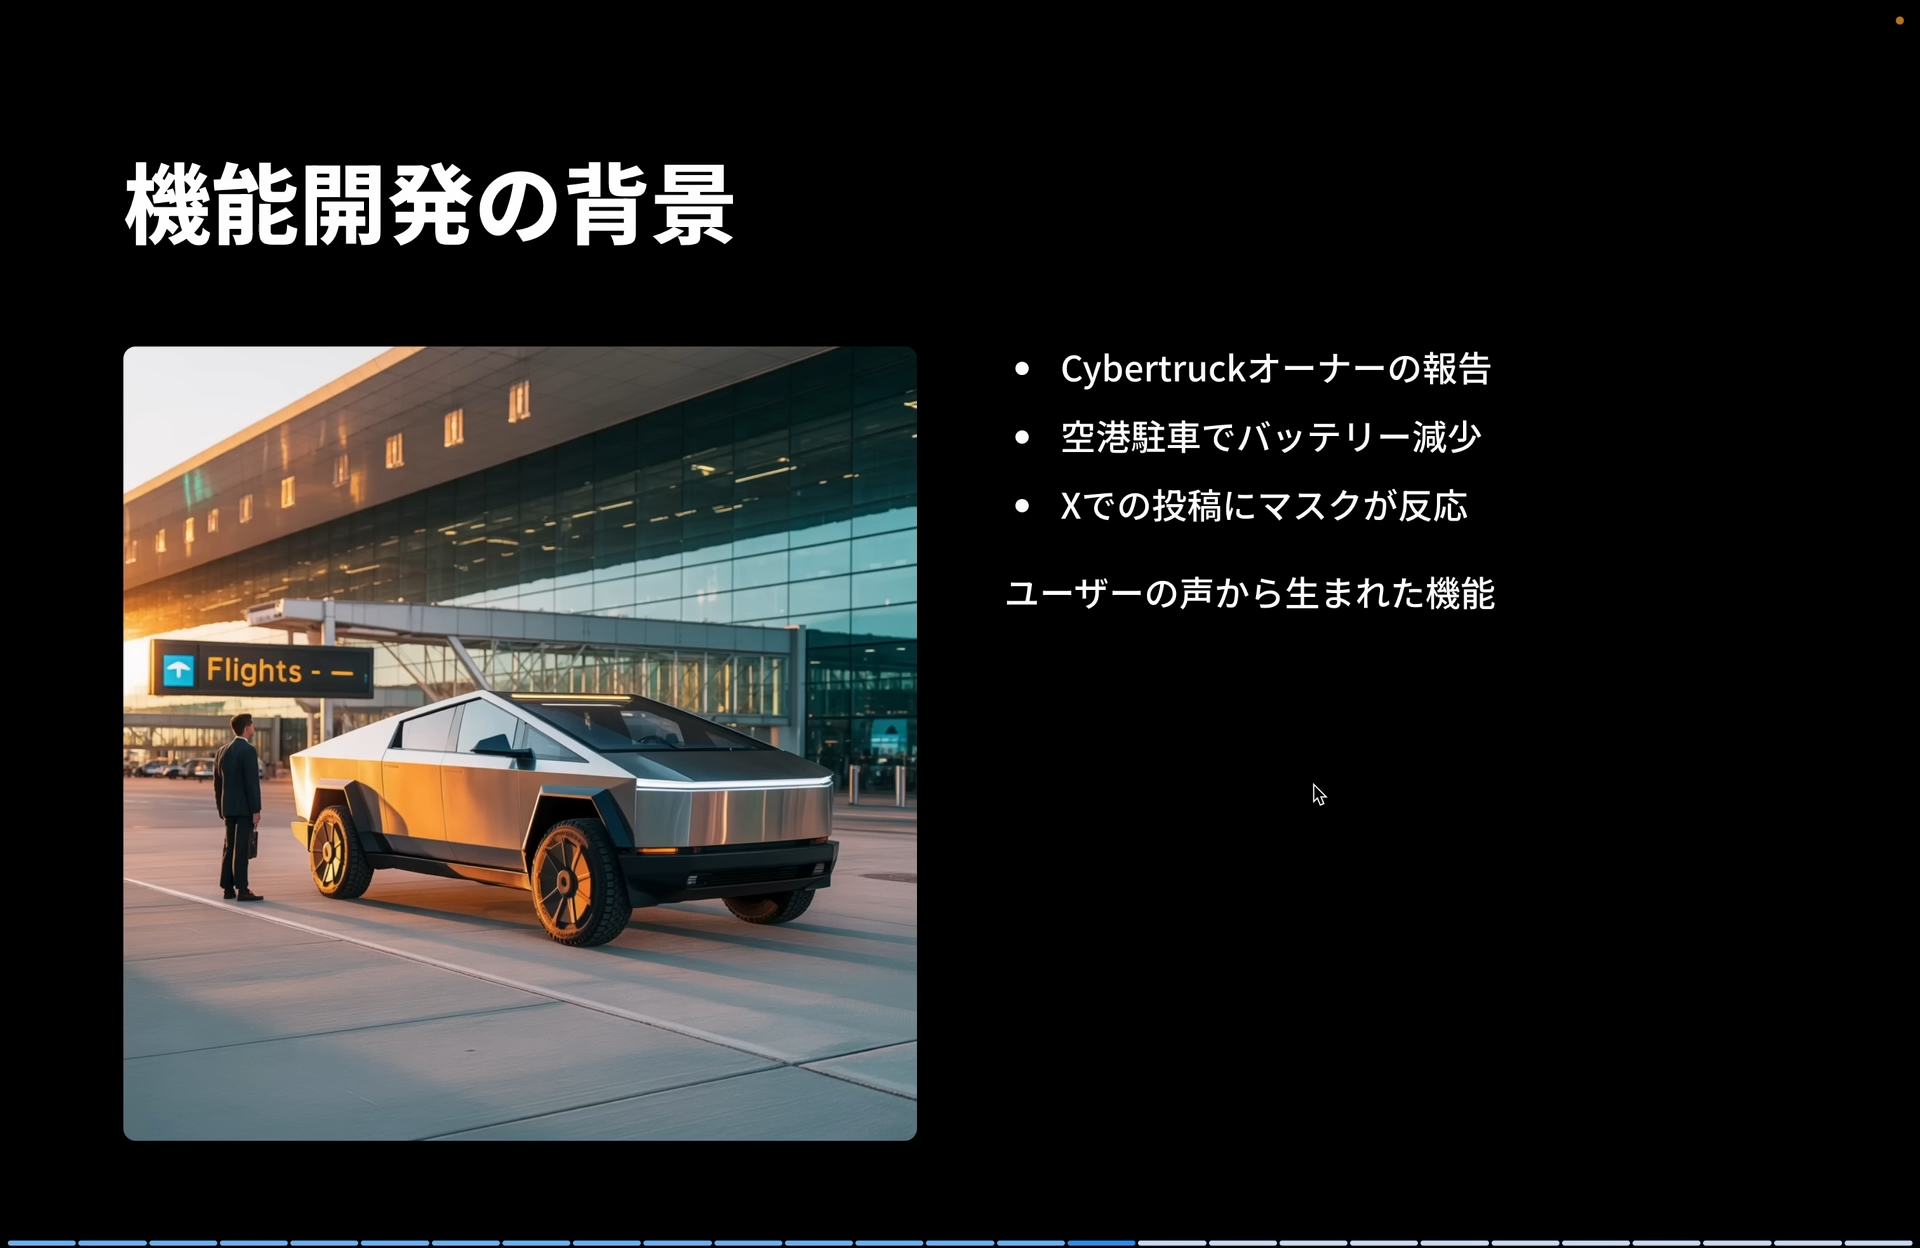 機能開発の背景
Flights - —
Cybertruckオーナーの報告
空港駐車でバッテリー減少
Xでの投稿にマスクが反応
ユーザーの声から生まれた機能